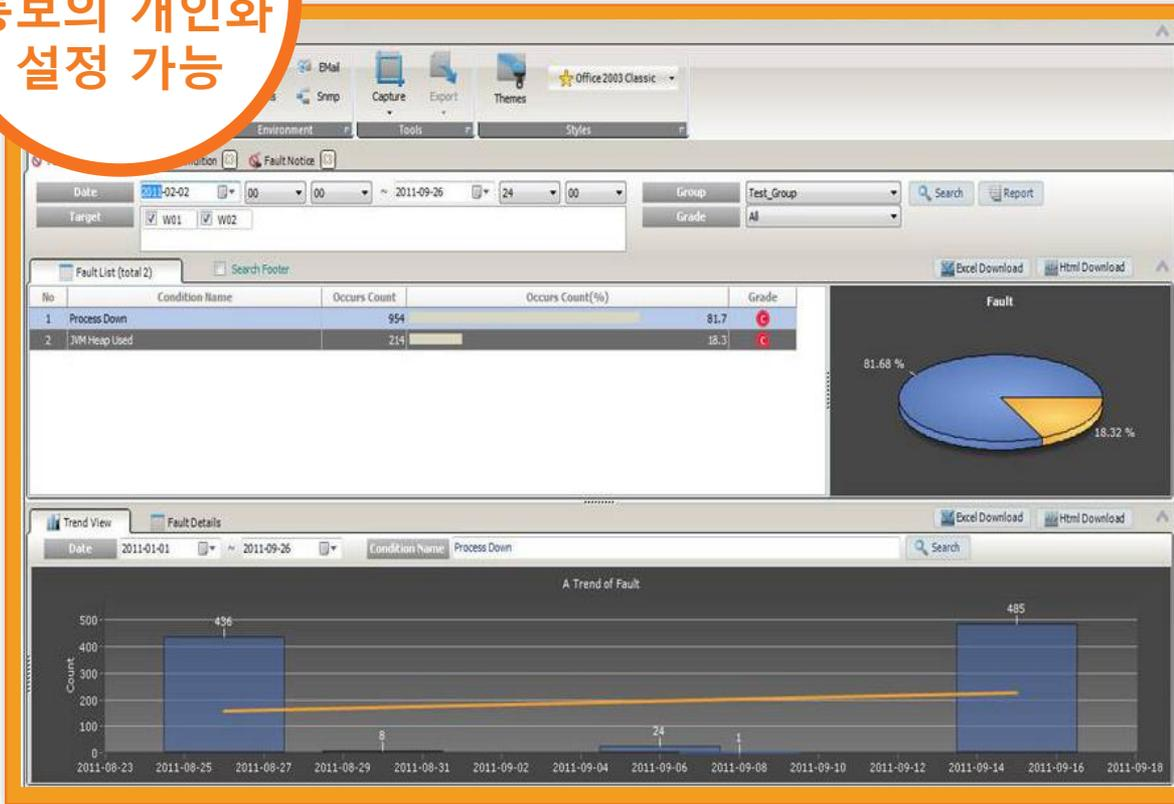 통보의 개인화
설정 가능
EMail
Snmp
Capture
Export
Themes
Office 2003 Classic
Environment
Tools
Styles
Fault Notice
Date 2011-02-02 00 00 ~ 2011-09-26 24 00 Group Test_Group Search Report
Target W01 W02 Grade All
Fault List (total 2) Search Footer Excel Download Html Download
No Condition Name Occurs Count Occurs Count(%) Grade
1 Process Down 954 81.7 C
2 JVM Heap Used 214 18.3 C
Fault
81.68 %
18.32 %
Trend View Fault Details Excel Download Html Download
Date 2011-01-01 ~ 2011-09-26 Condition Name Process Down Search
A Trend of Fault
Count
500
400
300
200
100
0
436
8
24
1
485
2011-08-23 2011-08-25 2011-08-27 2011-08-29 2011-08-31 2011-09-02 2011-09-04 2011-09-06 2011-09-08 2011-09-10 2011-09-12 2011-09-14 2011-09-16 2011-09-18